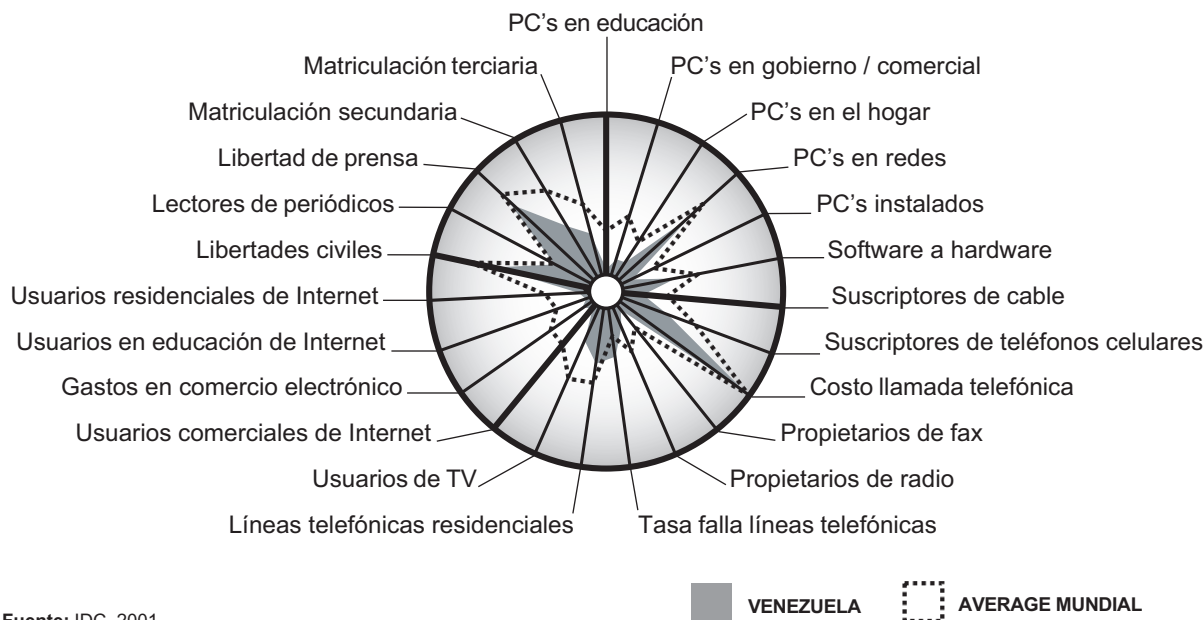 PC's en educación
Matriculación terciaria
PC's en gobierno / comercial
Matriculación secundaria
PC's en el hogar
Libertad de prensa
PC's en redes
Lectores de periódicos
PC's instalados
Libertades civiles
Software a hardware
Usuarios residenciales de Internet
Suscriptores de cable
Usuarios en educación de Internet
Suscriptores de teléfonos celulares
Gastos en comercio electrónico
Costo llamada telefónica
Usuarios comerciales de Internet
Propietarios de fax
Usuarios de TV
Propietarios de radio
Líneas telefónicas residenciales
Tasa falla líneas telefónicas
VENEZUELA
AVERAGE MUNDIAL
Fuente: IDC, 2001